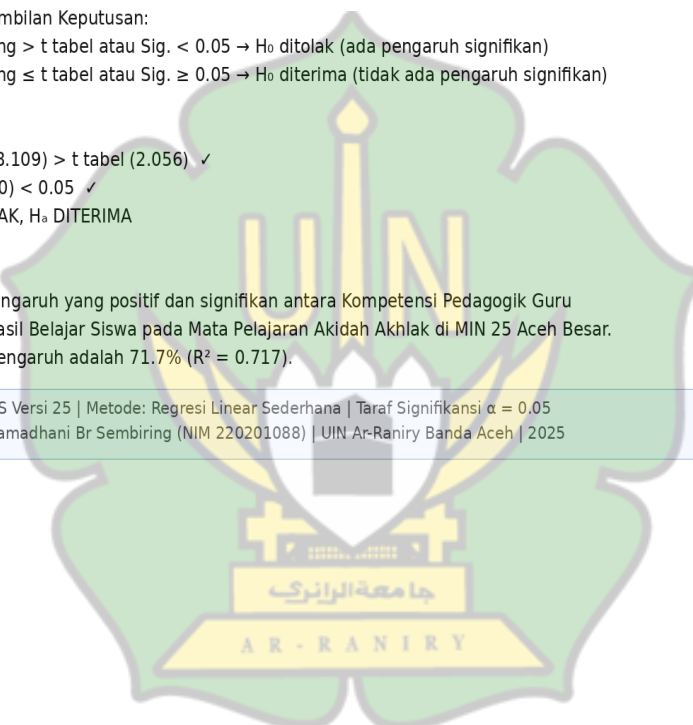 mbilan Keputusan:
ng > t tabel atau Sig. < 0.05 → H₀ ditolak (ada pengaruh signifikan)
ng ≤ t tabel atau Sig. ≥ 0.05 → H₀ diterima (tidak ada pengaruh signifikan)
3.109) > t tabel (2.056) ✓
0) < 0.05 ✓
AK, Hₐ DITERIMA
UIN
ngaruh yang positif dan signifikan antara Kompetensi Pedagogik Guru
asil Belajar Siswa pada Mata Pelajaran Akidah Akhlak di MIN 25 Aceh Besar.
engaruh adalah 71.7% (R² = 0.717).
S Versi 25 | Metode: Regresi Linear Sederhana | Taraf Signifikansi α = 0.05
amadhani Br Sembiring (NIM 220201088) | UIN Ar-Raniry Banda Aceh | 2025
جامعة الرانري
AR-RANIRY